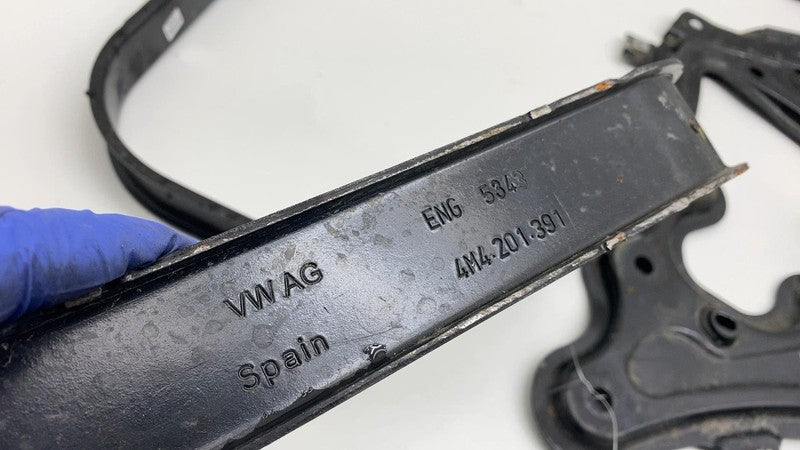 ENG 5343
4M4.201.391
VW AG
Spain